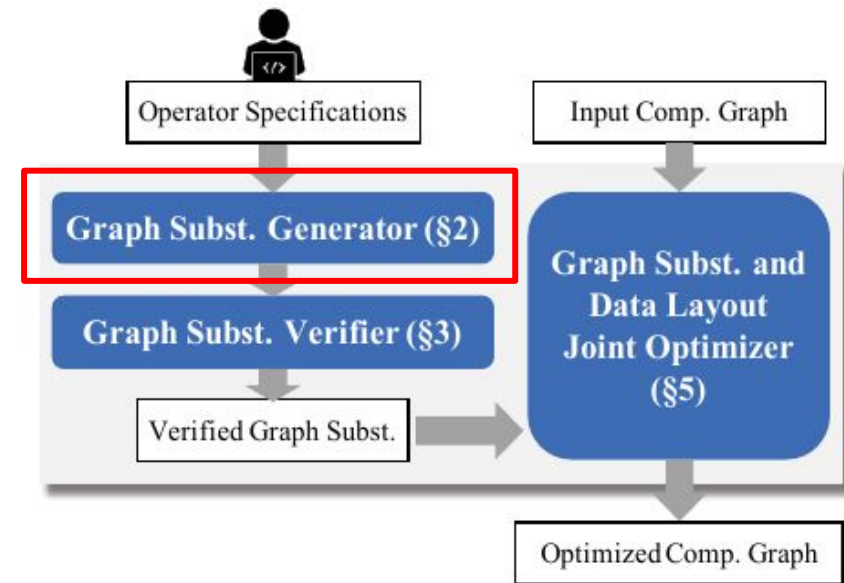 </>
Operator Specifications
Input Comp. Graph
Graph Subst. Generator (§2)
Graph Subst. Verifier (§3)
Graph Subst. and
Data Layout
Joint Optimizer
(§5)
Verified Graph Subst.
Optimized Comp. Graph